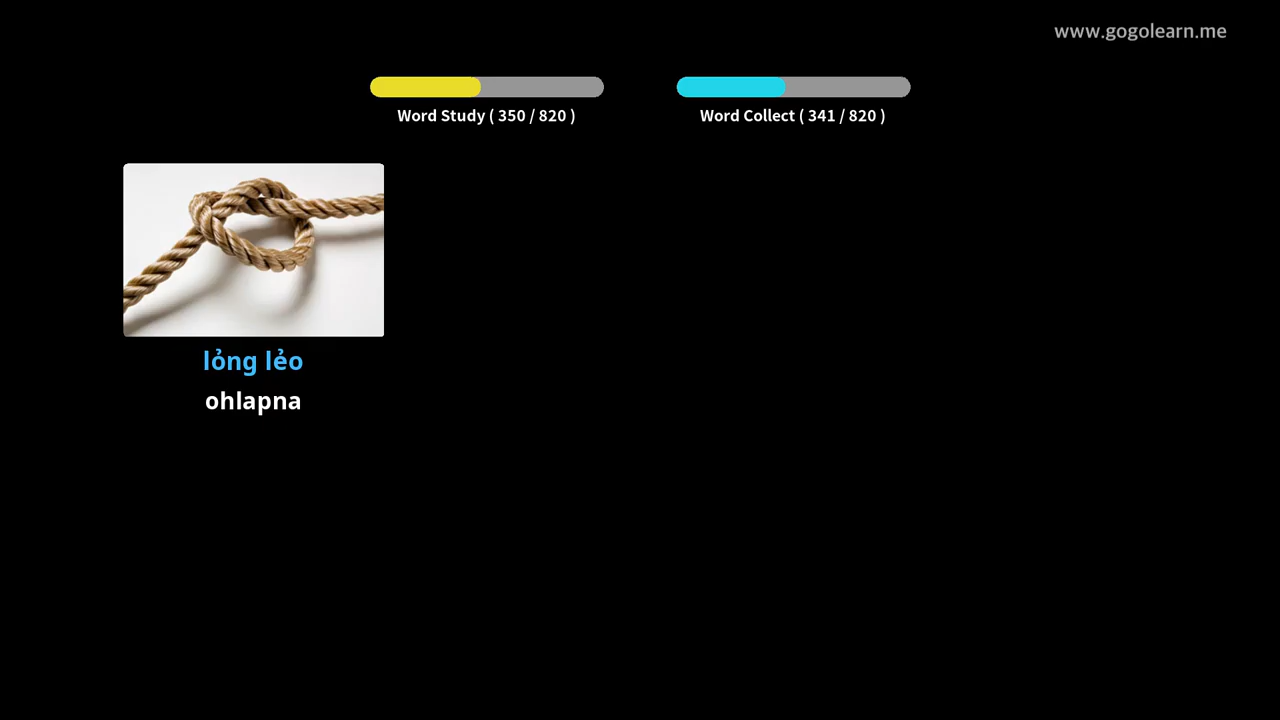 www.gogolearn.me
Word Study ( 350 / 820 )
Word Collect ( 341 / 820 )
lỏng lẻo
ohlapna